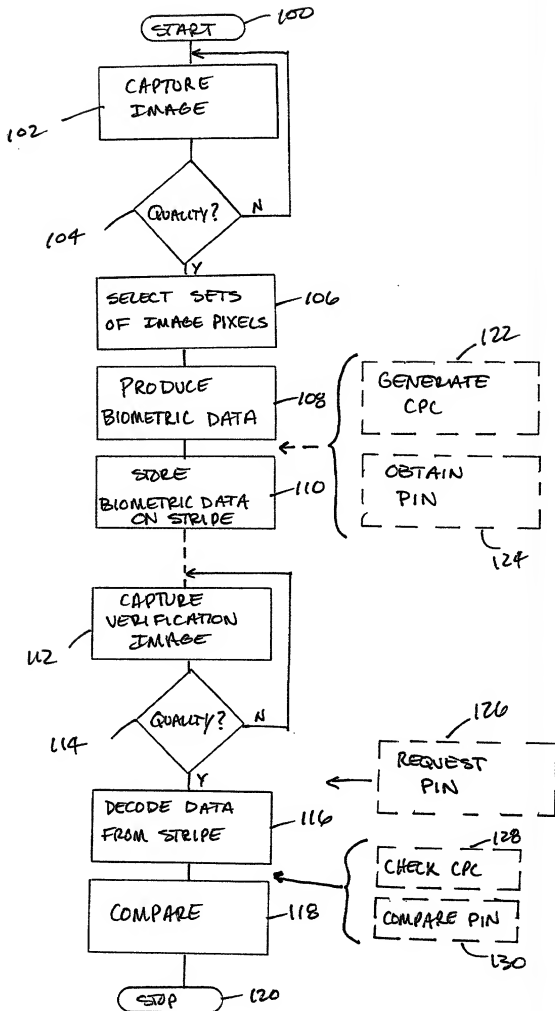 START
100
CAPTURE
IMAGE
102
QUALITY?
N
104
Y
SELECT SETS
OF IMAGE PIXELS
106
PRODUCE
BIOMETRIC DATA
108
122
GENERATE
CPC
STORE
BIOMETRIC DATA
ON STRIPE
110
OBTAIN
PIN
124
CAPTURE
VERIFICATION
IMAGE
112
QUALITY?
N
114
Y
126
REQUEST
PIN
DECODE DATA
FROM STRIPE
116
128
CHECK CPC
COMPARE
118
COMPARE PIN
130
STOP
120